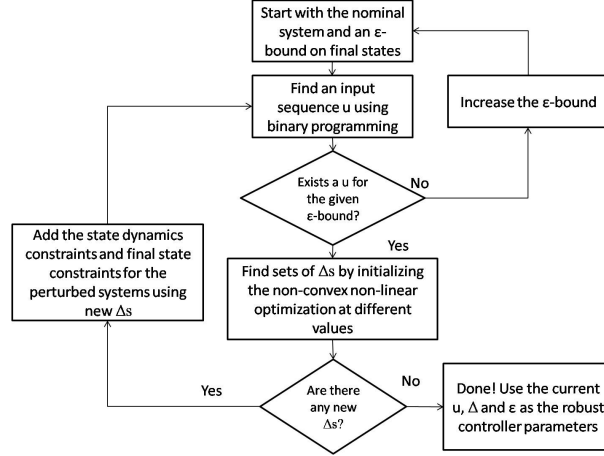 Start with the nominal
system and an ε-
bound on final states
Find an input
sequence u using
binary programming
Increase the ε-bound
Exists a u for
the given
ε-bound?
No
Yes
Add the state dynamics
constraints and final state
constraints for the
perturbed systems using
new Δs
Find sets of Δs by initializing
the non-convex non-linear
optimization at different
values
Are there
any new
Δs?
Yes
No
Done! Use the current
u, Δ and ε as the robust
controller parameters